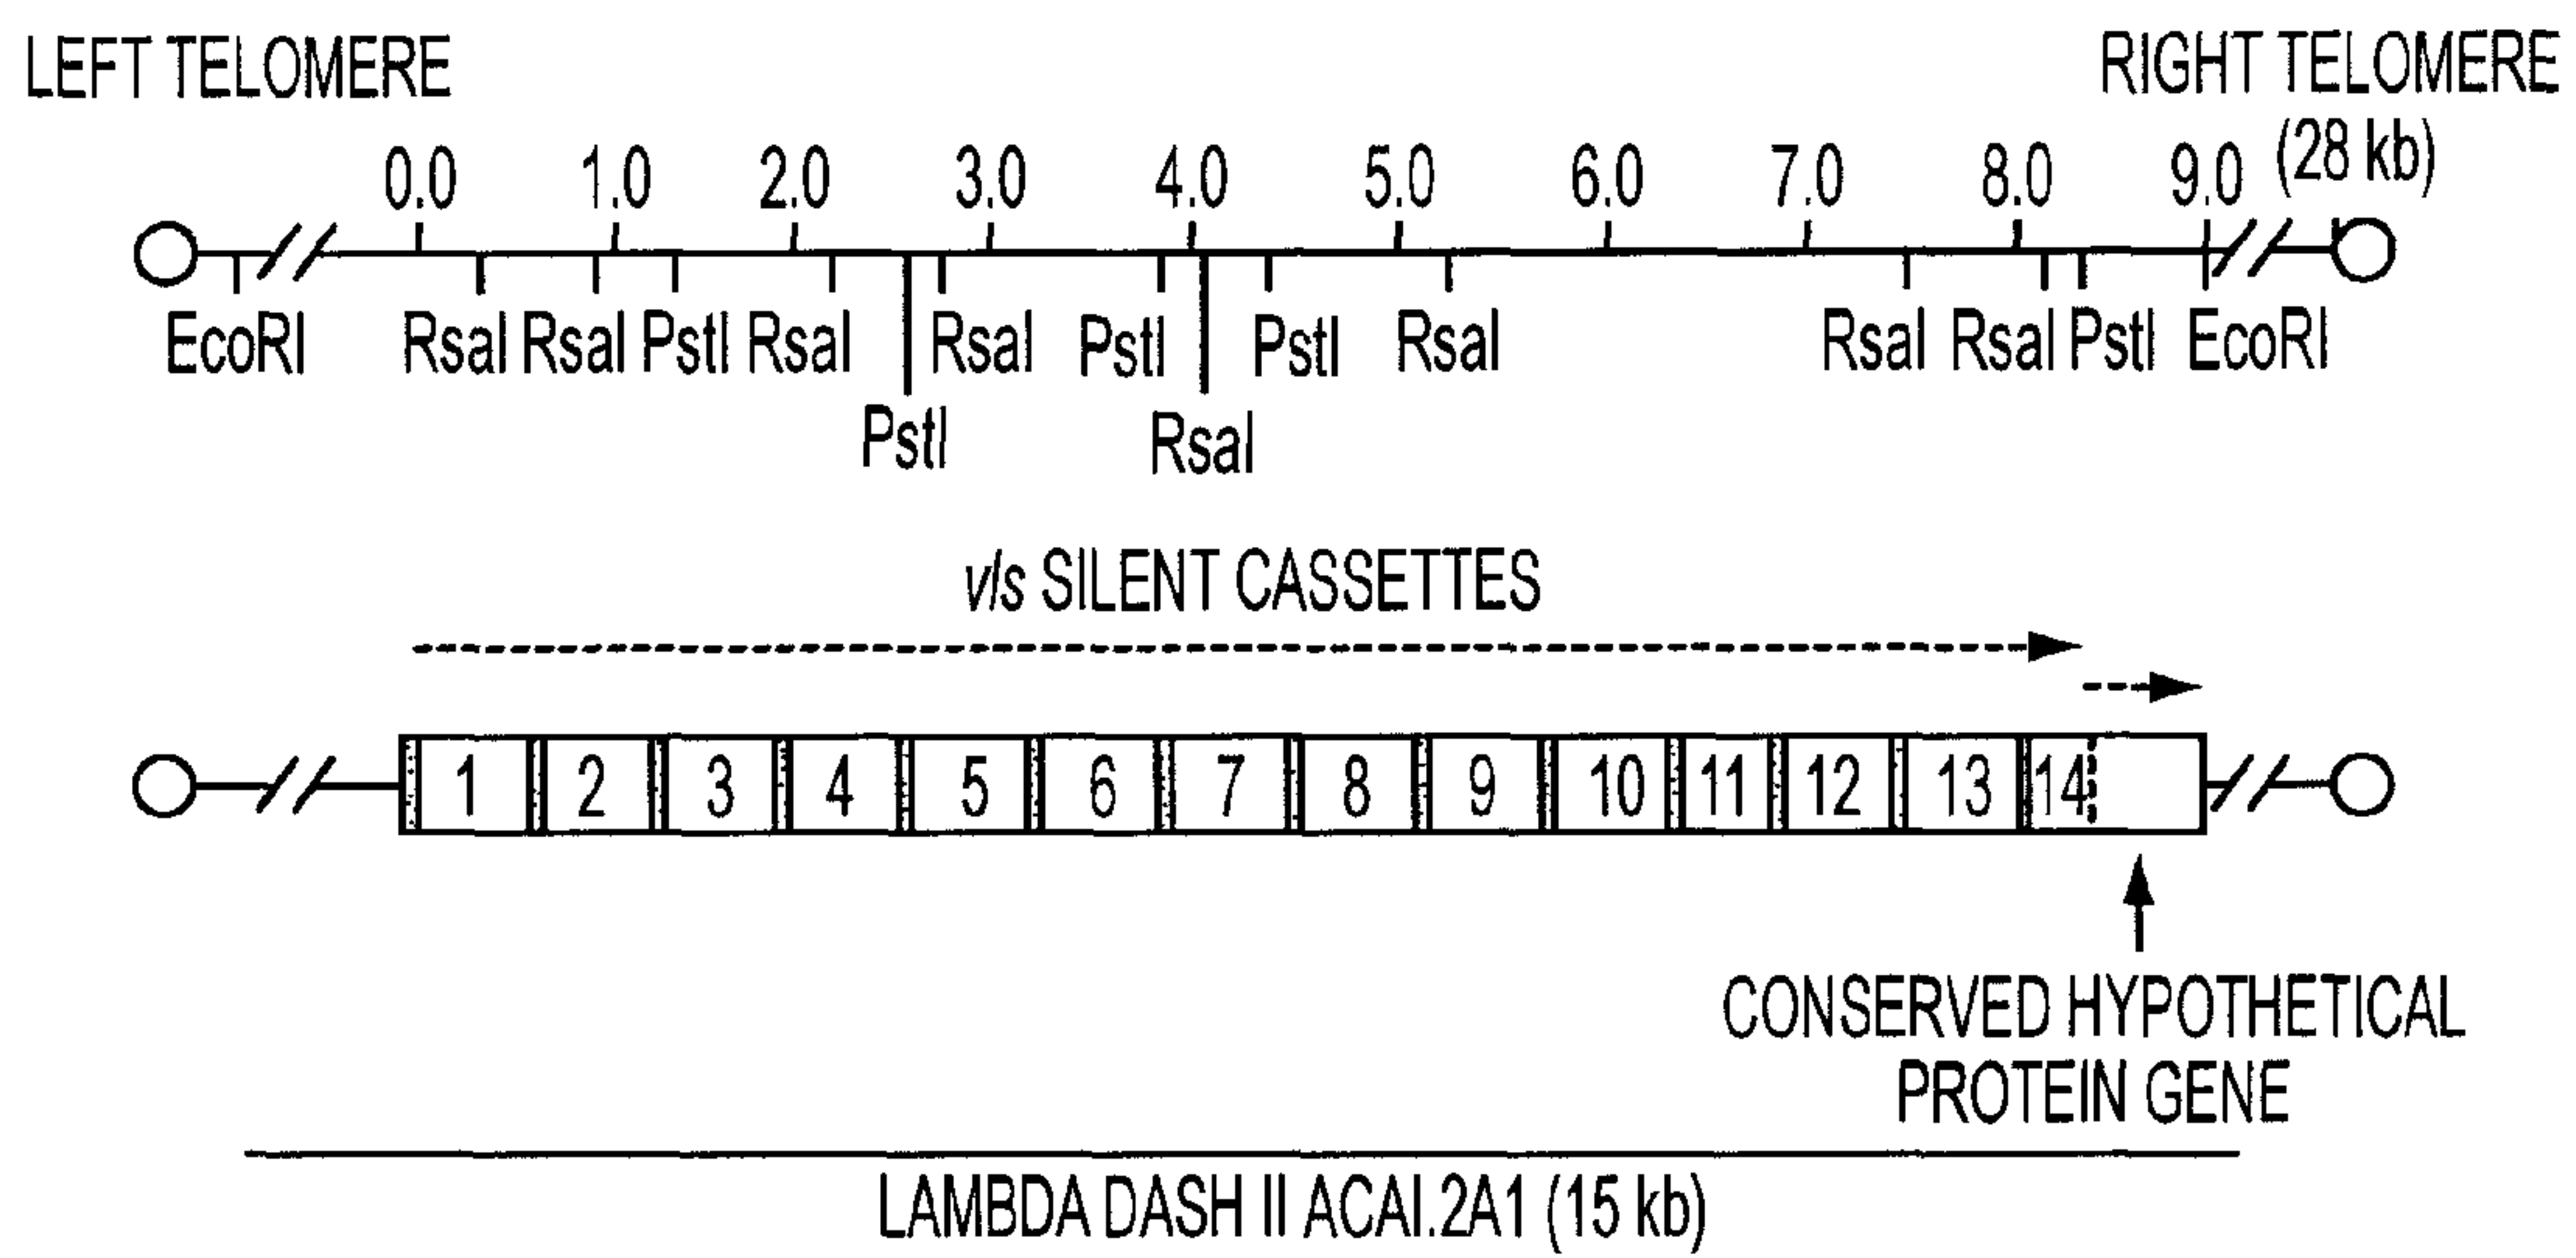 LEFT TELOMERE
RIGHT TELOMERE
(28 kb)
0.0 1.0 2.0 3.0 4.0 5.0 6.0 7.0 8.0 9.0
EcoRI RsaI RsaI PstI RsaI RsaI PstI PstI RsaI RsaI RsaI PstI EcoRI
PstI RsaI
vls SILENT CASSETTES
1 2 3 4 5 6 7 8 9 10 11 12 13 14
CONSERVED HYPOTHETICAL
PROTEIN GENE
LAMBDA DASH II ACAI.2A1 (15 kb)